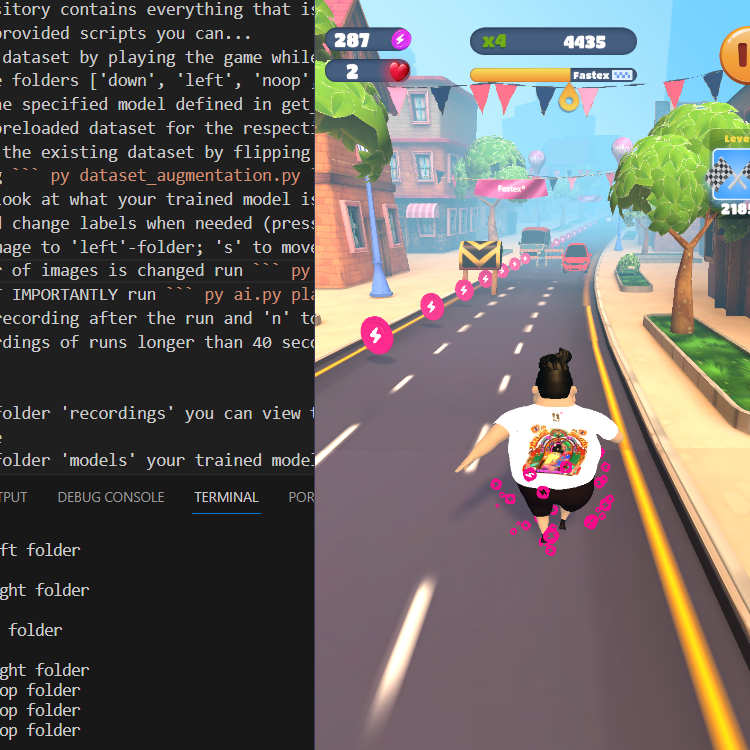 sitory contains everything that is
provided scripts you can...
dataset by playing the game while
e folders ['down', 'left', 'noop',
he specified model defined in get_
preloaded dataset for the respecti
the existing dataset by flipping
g ``` py dataset_augmentation.py
look at what your trained model is
d change labels when needed (press
mage to 'left'-folder; 's' to move
r of images is changed run ``` py
T IMPORTANTLY run ``` py ai.py pla
recording after the run and 'n' to
rdings of runs longer than 40 seco
folder 'recordings' you can view t
e
folder 'models' your trained model
TPUT DEBUG CONSOLE TERMINAL POR
ft folder
ght folder
folder
ght folder
op folder
op folder
op folder
287
x4 4435
2
Fastex
Level
Fastex
218